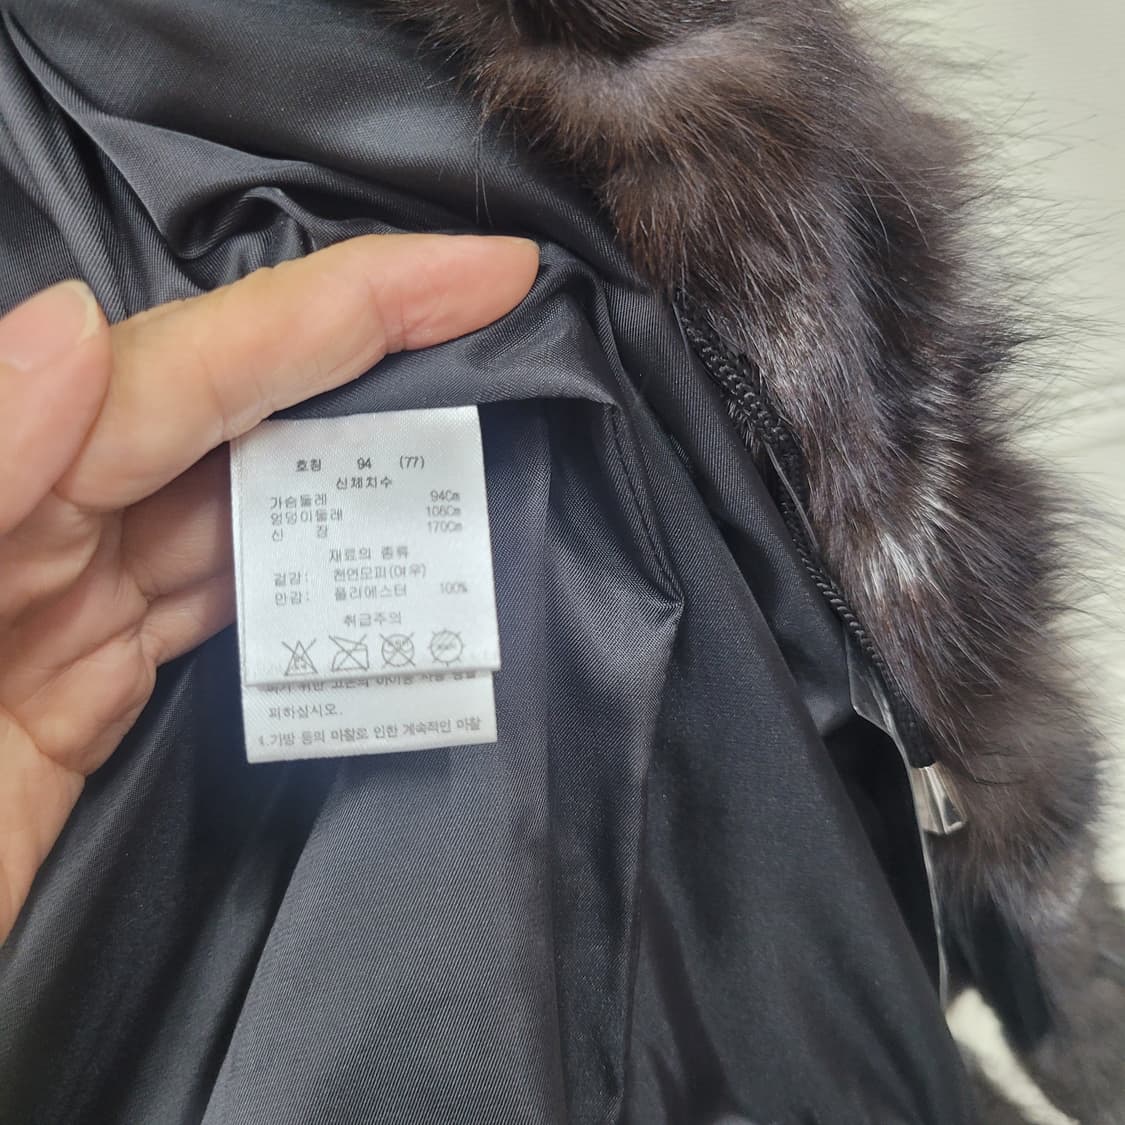 호칭 94 (77)
신체치수
가슴둘레 94Cm
엉덩이둘레 106Cm
신 장 170Cm
재료의 종류
겉감: 천연모피(여우)
안감: 폴리에스터 100%
취급주의
피하십시오.
4.가방 등의 마찰로 인한 계속적인 마찰